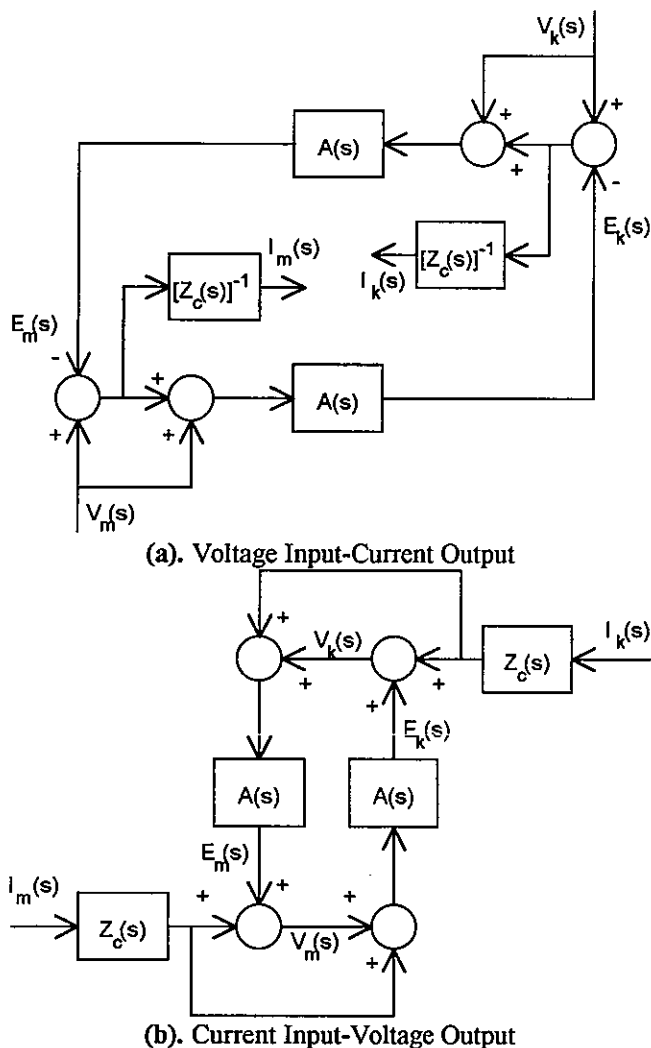 V_k(s)
+ +
A(s)
+ -
E_k(s)
I_m(s)
[Z_c(s)]^-1
[Z_c(s)]^-1
I_k(s)
E_m(s)
- +
A(s)
+ +
V_m(s)
(a). Voltage Input-Current Output
+
V_k(s)
I_k(s)
Z_c(s)
+ +
+
E_k(s)
A(s)
A(s)
E_m(s)
I_m(s)
+ + +
Z_c(s)
V_m(s)
+
(b). Current Input-Voltage Output